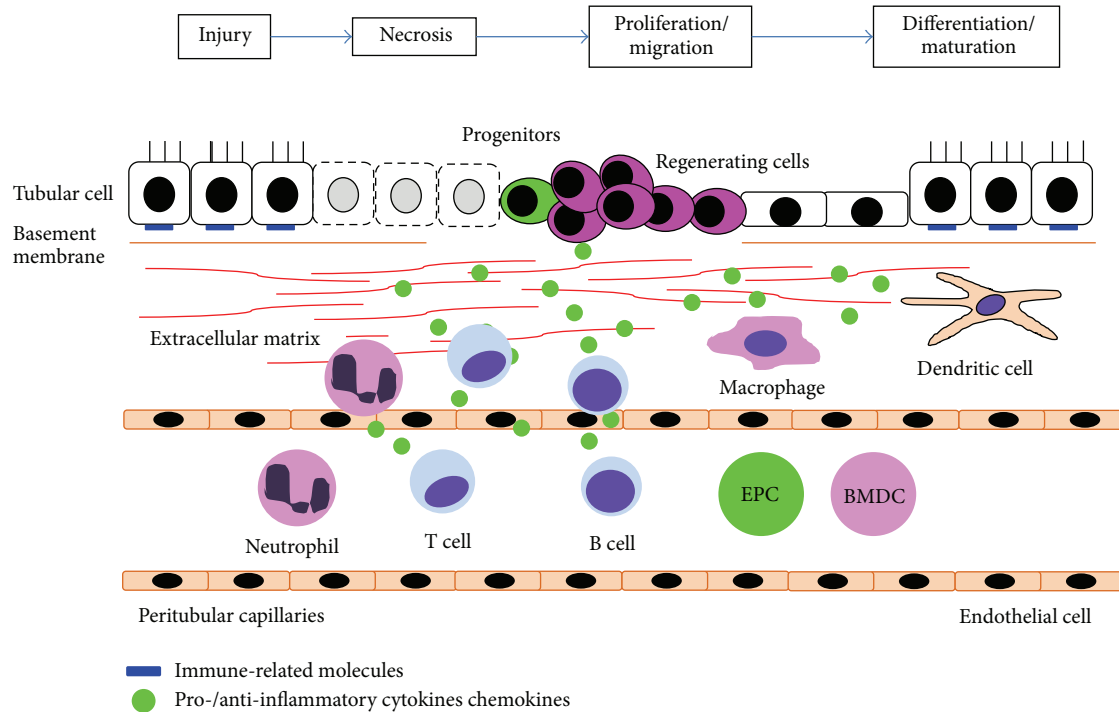 Injury
Necrosis
Proliferation/
migration
Differentiation/
maturation
Progenitors
Regenerating cells
Tubular cell
Basement
membrane
Extracellular matrix
Macrophage
Dendritic cell
EPC
BMDC
Neutrophil
T cell
B cell
Peritubular capillaries
Endothelial cell
Immune-related molecules
Pro-/anti-inflammatory cytokines chemokines